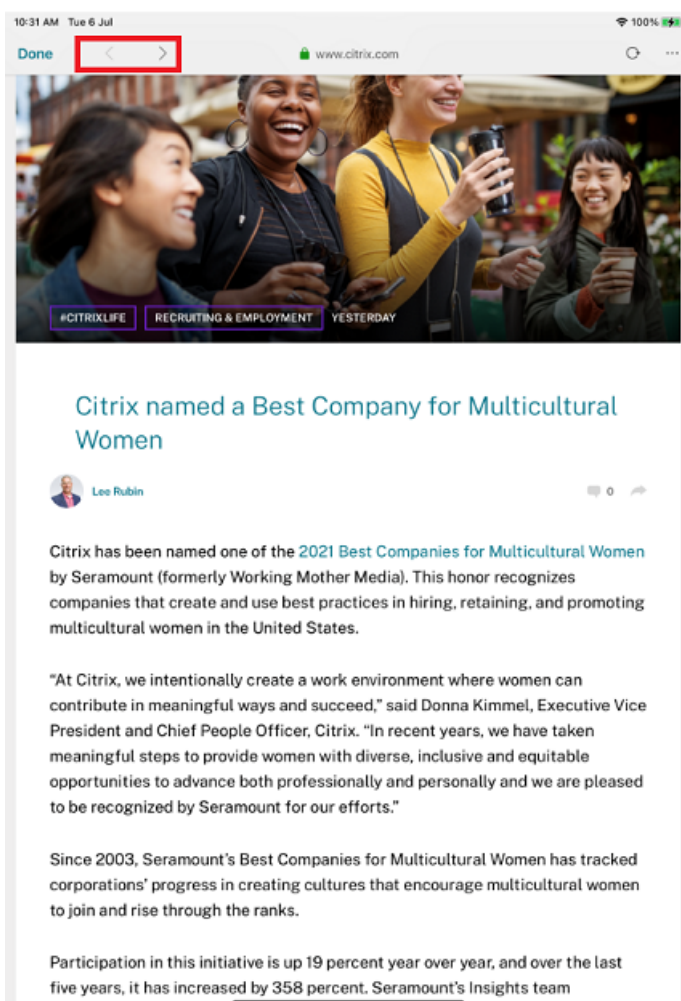 10:31 AM Tue 6 Jul
100%
Done
www.citrix.com
#CITRIXLIFE
RECRUITING & EMPLOYMENT
YESTERDAY
Citrix named a Best Company for Multicultural
Women
Lee Rubin
0
Citrix has been named one of the 2021 Best Companies for Multicultural Women
by Seramount (formerly Working Mother Media). This honor recognizes
companies that create and use best practices in hiring, retaining, and promoting
multicultural women in the United States.
“At Citrix, we intentionally create a work environment where women can
contribute in meaningful ways and succeed,” said Donna Kimmel, Executive Vice
President and Chief People Officer, Citrix. “In recent years, we have taken
meaningful steps to provide women with diverse, inclusive and equitable
opportunities to advance both professionally and personally and we are pleased
to be recognized by Seramount for our efforts.”
Since 2003, Seramount’s Best Companies for Multicultural Women has tracked
corporations’ progress in creating cultures that encourage multicultural women
to join and rise through the ranks.
Participation in this initiative is up 19 percent year over year, and over the last
five years, it has increased by 358 percent. Seramount’s Insights team